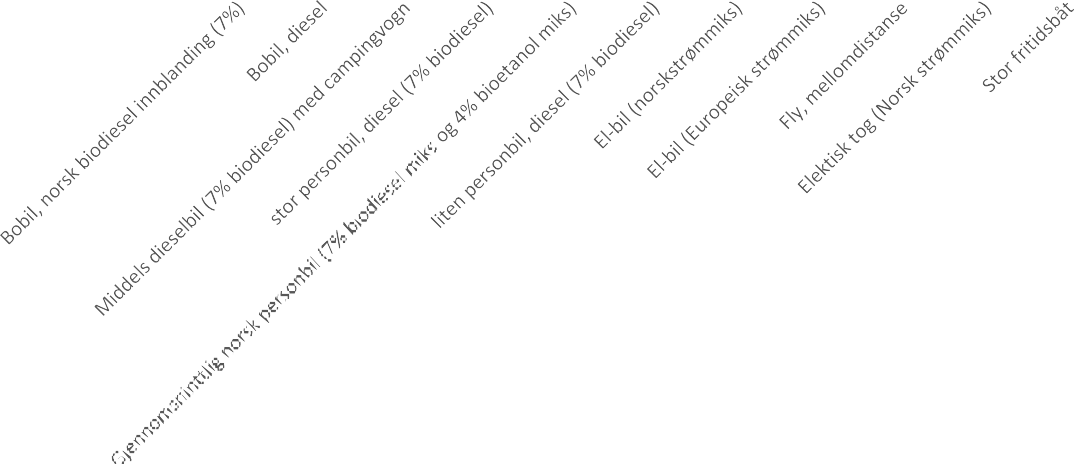 Bobil, norsk biodiesel innblanding (7%)
Bobil, diesel
Middels dieselbil (7% biodiesel) med campingvogn
stor personbil, diesel (7% biodiesel)
Gjennomsnittlig norsk personbil (7% biodiesel miks og 4% bioetanol miks)
liten personbil, diesel (7% biodiesel)
El-bil (norskstrømmiks)
El-bil (Europeisk strømmiks)
Fly, mellomdistanse
Elektisk tog (Norsk strømmiks)
Stor fritidsbåt